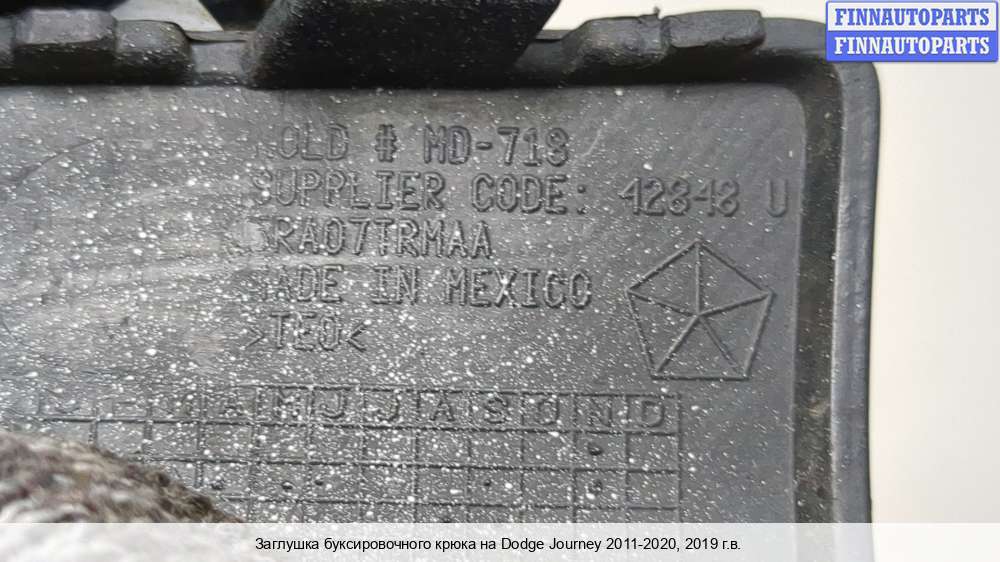 FINNAUTOPARTS
FINNAUTOPARTS
MOLD # MD-713
SUPPLIER CODE: 42848 U
5RA07TRMAA
MADE IN MEXICO
>TEO<
A M J J A S O N D
Заглушка буксировочного крюка на Dodge Journey 2011-2020, 2019 г.в.